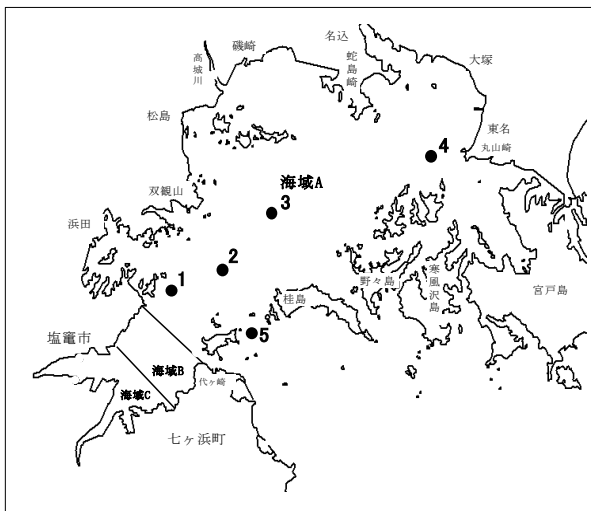 名込
磯崎
高城川
蛇島崎
大塚
松島
東名
丸山崎
4
海域A
3
双観山
浜田
2
1
野々島
寒風沢島
宮戸島
桂島
5
塩竈市
海域B
代ヶ崎
海域C
七ヶ浜町